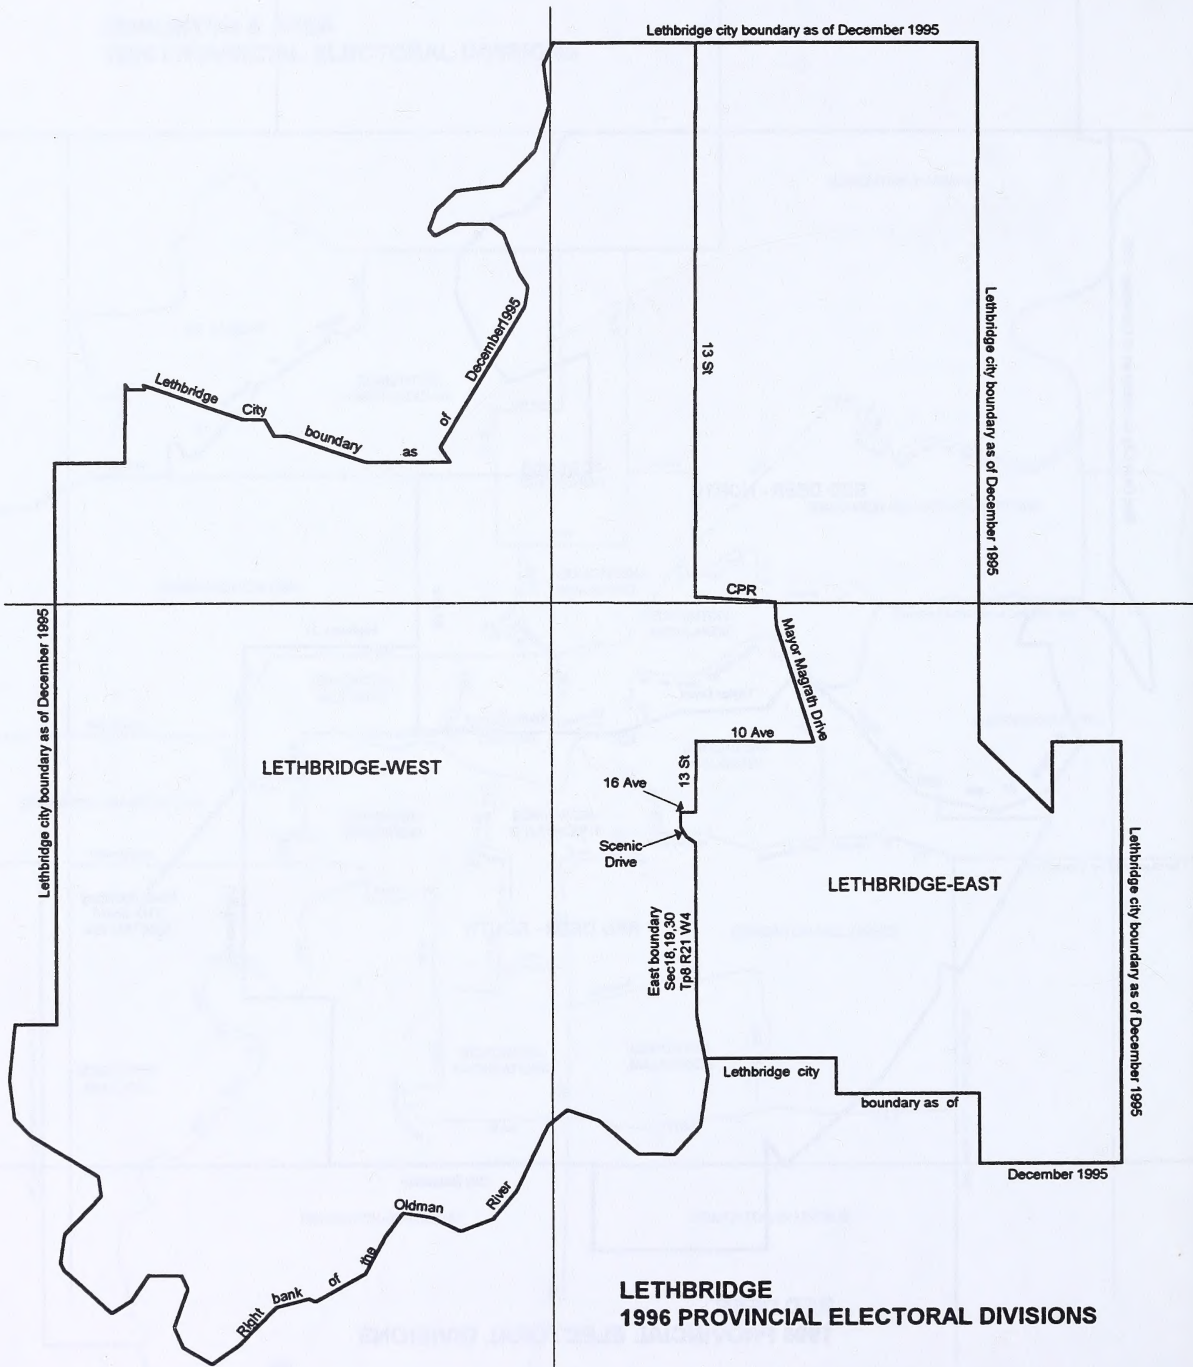 Lethbridge city boundary as of December 1995
13 St
Lethbridge city boundary as of December 1995
Lethbridge City boundary as of December1995
CPR
Mayor Magrath Drive
Lethbridge city boundary as of December 1995
10 Ave
LETHBRIDGE-WEST
13 St
16 Ave
Scenic
Drive
LETHBRIDGE-EAST
Lethbridge city boundary as of December 1995
East boundary
Sec18,19,30
Tp8 R21 W4
Lethbridge city
boundary as of
December 1995
Right bank of the Oldman River
LETHBRIDGE
1996 PROVINCIAL ELECTORAL DIVISIONS